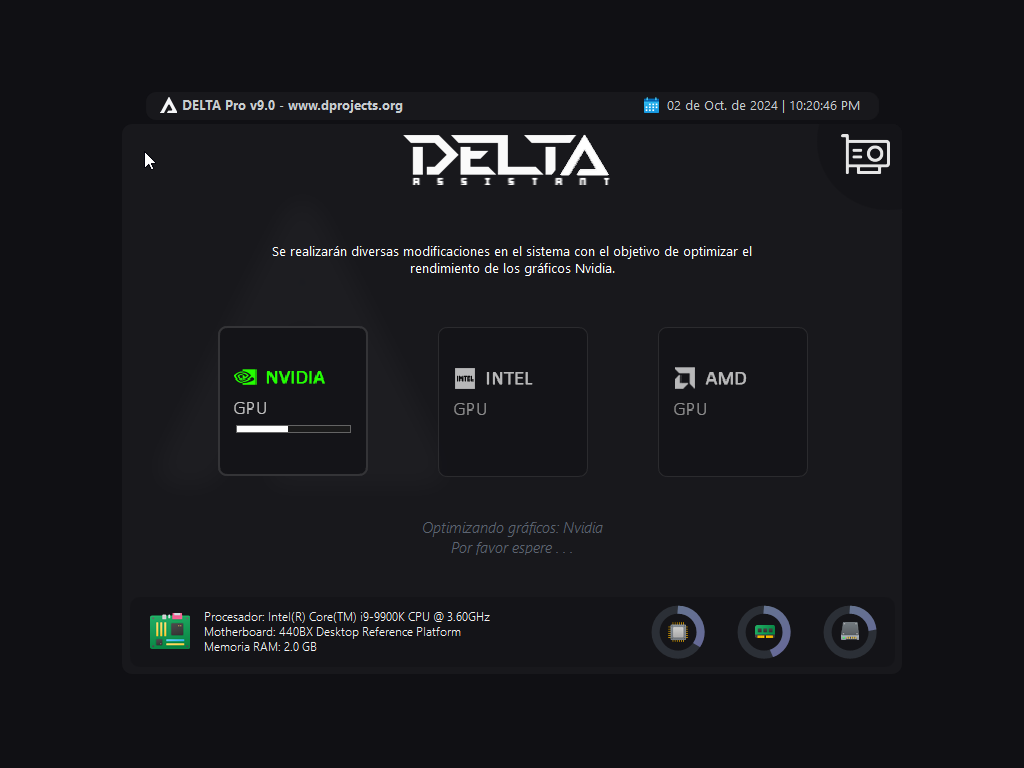 DELTA Pro v9.0 - www.dprojects.org
02 de Oct. de 2024 | 10:20:46 PM
DELTA
ASSISTANT
Se realizarán diversas modificaciones en el sistema con el objetivo de optimizar el
rendimiento de los gráficos Nvidia.
NVIDIA
GPU
intel INTEL
GPU
AMD
GPU
Optimizando gráficos: Nvidia
Por favor espere . . .
Procesador: Intel(R) Core(TM) i9-9900K CPU @ 3.60GHz
Motherboard: 440BX Desktop Reference Platform
Memoria RAM: 2.0 GB